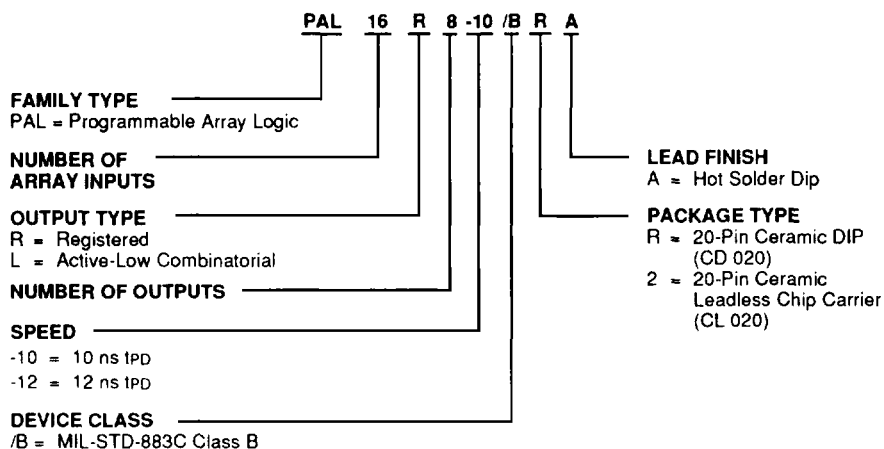 PAL 16 R 8 -10 /B R A
FAMILY TYPE
PAL = Programmable Array Logic
NUMBER OF
ARRAY INPUTS
OUTPUT TYPE
R = Registered
L = Active-Low Combinatorial
NUMBER OF OUTPUTS
SPEED
-10 = 10 ns tPD
-12 = 12 ns tPD
DEVICE CLASS
/B = MIL-STD-883C Class B
LEAD FINISH
A = Hot Solder Dip
PACKAGE TYPE
R = 20-Pin Ceramic DIP
(CD 020)
2 = 20-Pin Ceramic
Leadless Chip Carrier
(CL 020)